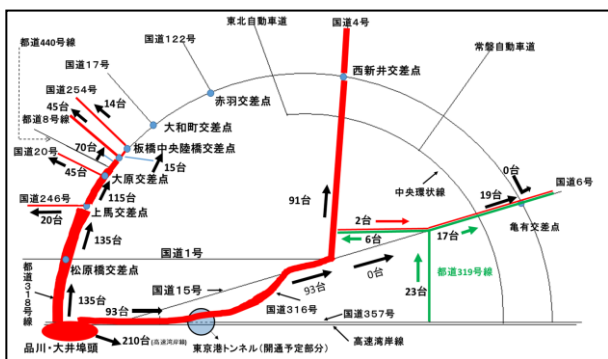 東北自動車道
国道4号
都道440号線
国道122号
常磐自動車道
国道17号
西新井交差点
国道254号
赤羽交差点
14台
45台
都道8号線
大和町交差点
70台
板橋中央陸橋交差点
0台
国道20号
15台
中央環状線
国道6号
45台
大原交差点
19台
115台
91台
国道246号
上馬交差点
2台
20台
17台
亀有交差点
135台
6台
国道1号
0台
都道319号線
都道318号線
松原橋交差点
国道15号
93台
23台
135台
国道316号
93台
国道357号
高速湾岸線
210台(高速湾岸線)
品川・大井埠頭
東京港トンネル(開通予定部分)